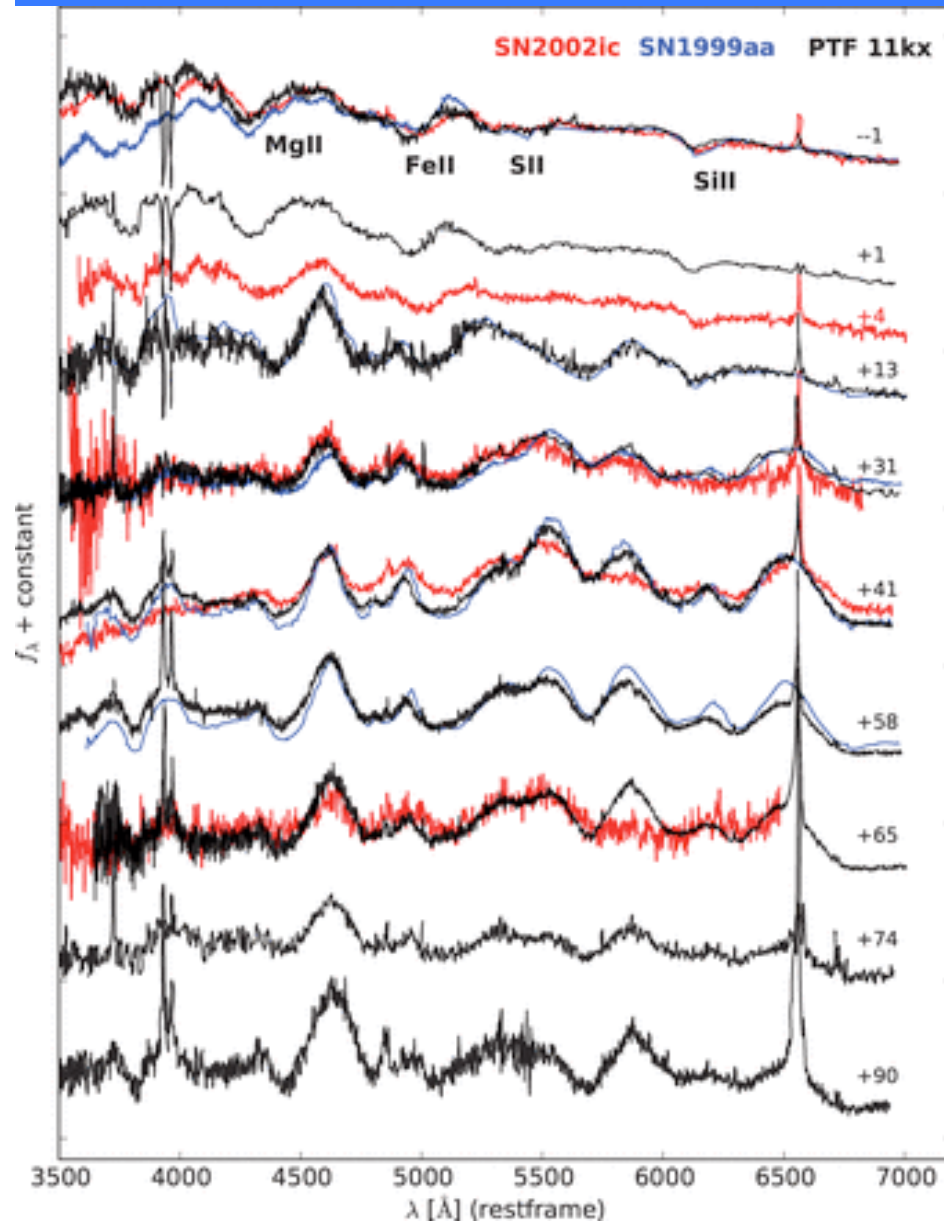 SN2002ic SN1999aa PTF 11kx
--1
MgII
FeII SII
SiII
+1
+4
+13
+31
+41
+58
+65
+74
+90
fλ + constant
3500 4000 4500 5000 5500 6000 6500 7000
λ [Å] (restframe)